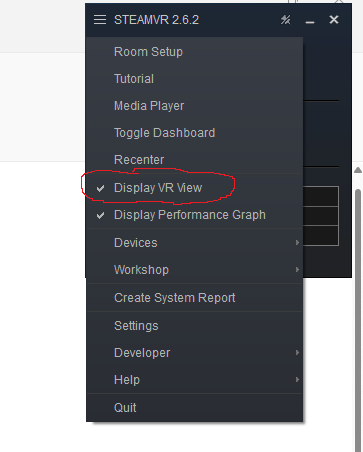 STEAMVR 2.6.2
Room Setup
Tutorial
Media Player
Toggle Dashboard
Recenter
Display VR View
Display Performance Graph
Devices
Workshop
Create System Report
Settings
Developer
Help
Quit